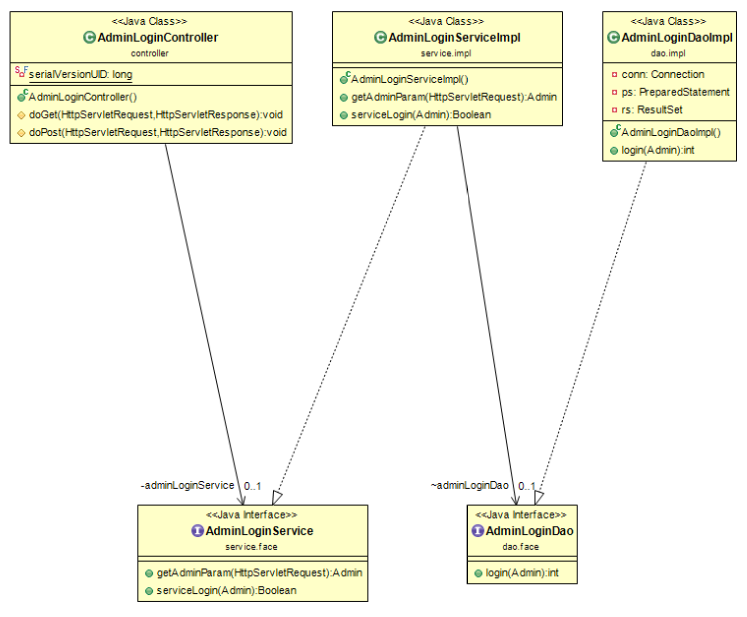 <<Java Class>>
AdminLoginController
controller
S F serialVersionUID: long
C AdminLoginController()
doGet(HttpServletRequest,HttpServletResponse):void
doPost(HttpServletRequest,HttpServletResponse):void
<<Java Class>>
AdminLoginServiceImpl
service.impl
C AdminLoginServiceImpl()
getAdminParam(HttpServletRequest):Admin
serviceLogin(Admin):Boolean
<<Java Class>>
AdminLoginDaoImpl
dao.impl
conn: Connection
ps: PreparedStatement
rs: ResultSet
C AdminLoginDaoImpl()
login(Admin):int
-adminLoginService 0..1
~adminLoginDao 0..1
<<Java Interface>>
AdminLoginService
service.face
getAdminParam(HttpServletRequest):Admin
serviceLogin(Admin):Boolean
<<Java Interface>>
AdminLoginDao
dao.face
login(Admin):int